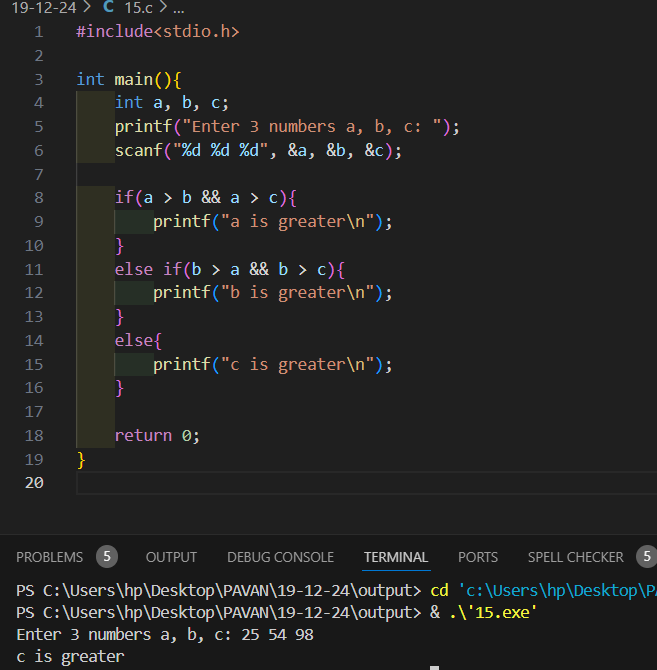 19-12-24 > C 15.c > ...
1 #include<stdio.h>
2
3 int main(){
4     int a, b, c;
5     printf("Enter 3 numbers a, b, c: ");
6     scanf("%d %d %d", &a, &b, &c);
7
8     if(a > b && a > c){
9         printf("a is greater\n");
10     }
11     else if(b > a && b > c){
12         printf("b is greater\n");
13     }
14     else{
15         printf("c is greater\n");
16     }
17
18     return 0;
19 }
20
PROBLEMS 5 OUTPUT DEBUG CONSOLE TERMINAL PORTS SPELL CHECKER 5
PS C:\Users\hp\Desktop\PAVAN\19-12-24\output> cd 'c:\Users\hp\Desktop\PA
PS C:\Users\hp\Desktop\PAVAN\19-12-24\output> & .\'15.exe'
Enter 3 numbers a, b, c: 25 54 98
c is greater